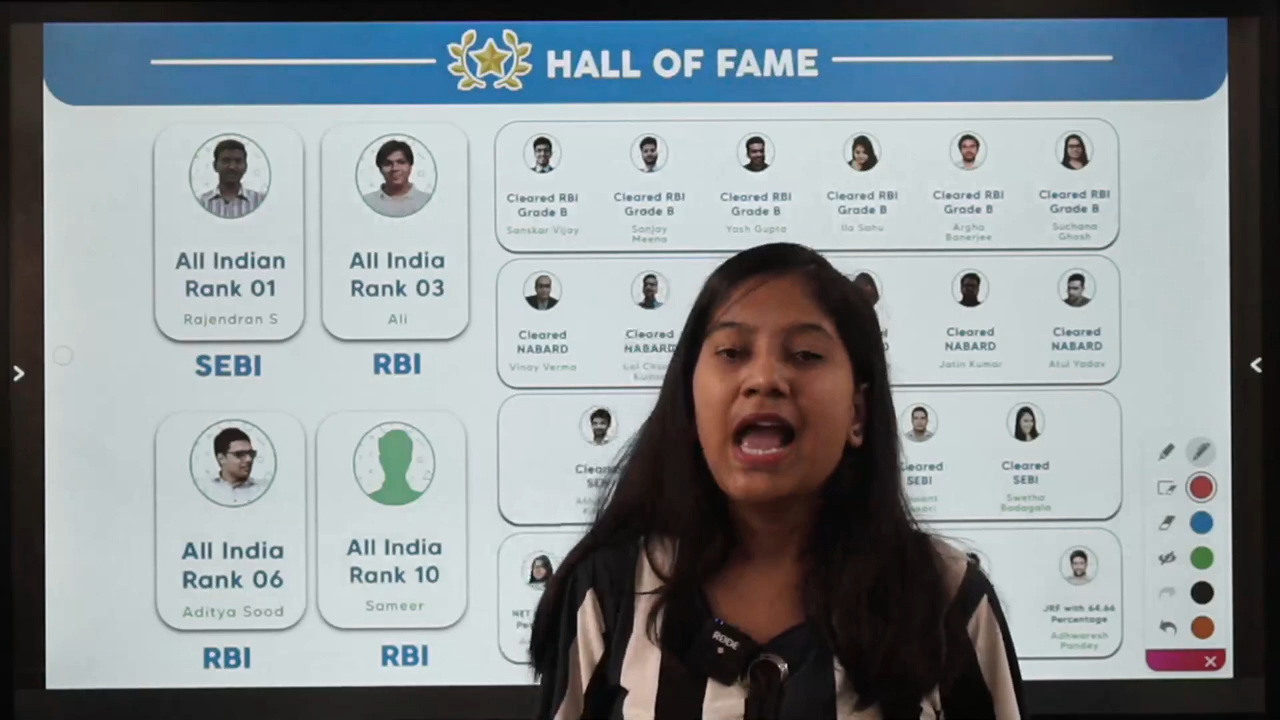 HALL OF FAME
All Indian
Rank 01
Rajendran S
SEBI
All India
Rank 03
Ali
RBI
All India
Rank 06
Aditya Sood
RBI
All India
Rank 10
Sameer
RBI
Cleared RBI
Grade B
Sanskar Vijay
Cleared RBI
Grade B
Sanjay
Meena
Cleared RBI
Grade B
Yash Gupta
Cleared RBI
Grade B
Ila Sahu
Cleared RBI
Grade B
Argha
Banerjee
Cleared RBI
Grade B
Suchana
Ghosh
Cleared
NABARD
Vinay Verma
Cleared
NABARD
Cleared
NABARD
Jatin Kumar
Cleared
NABARD
Atul Yadav
Cleared
SEBI
Swetha
Badagala
NET
JRF with 64.66
Percentage
Adhwaresh
Pandey